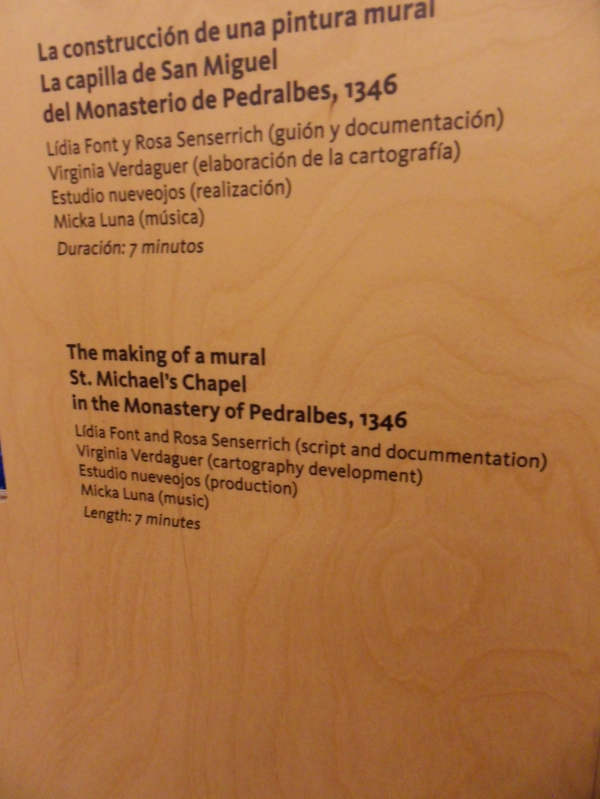 La construcción de una pintura mural
La capilla de San Miguel
del Monasterio de Pedralbes, 1346
Lídia Font y Rosa Senserrich (guión y documentación)
Virginia Verdaguer (elaboración de la cartografía)
Estudio nueveojos (realización)
Micka Luna (música)
Duración: 7 minutos
The making of a mural
St. Michael's Chapel
in the Monastery of Pedralbes, 1346
Lídia Font and Rosa Senserrich (script and docummentation)
Virginia Verdaguer (cartography development)
Estudio nueveojos (production)
Micka Luna (music)
Length: 7 minutes